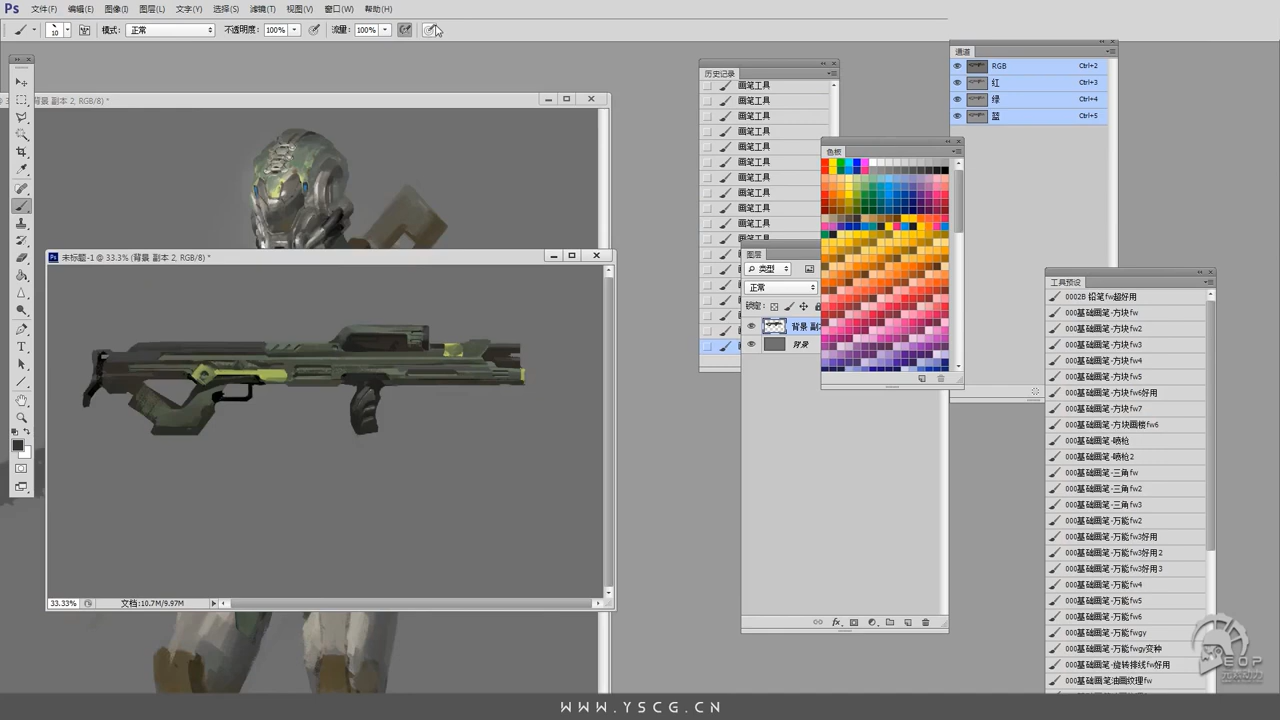 Ps 文件(F) 编辑(E) 图像(I) 图层(L) 文字(Y) 选择(S) 滤镜(T) 视图(V) 窗口(W) 帮助(H)
10 模式: 正常 不透明度: 100% 流量: 100%
背景 副本 2, RGB/8) *
未标题-1 @ 33.3% (背景 副本 2, RGB/8) *
33.33% 文档:10.7M/9.97M
历史记录
画笔工具
画笔工具
画笔工具
画笔工具
画笔工具
画笔工具
画笔工具
画笔工具
画笔工具
画笔工具
图层
类型
正常
锁定:
背景 副
背景
fx
色板
通道
RGB Ctrl+2
红 Ctrl+3
绿 Ctrl+4
蓝 Ctrl+5
工具预设
0002B 铅笔fw超好用
000基础画笔-方块fw
000基础画笔-方块fw2
000基础画笔-方块fw3
000基础画笔-方块fw4
000基础画笔-方块fw5
000基础画笔-方块fw6好用
000基础画笔-方块fw7
000基础画笔-方块画楼fw6
000基础画笔-喷枪
000基础画笔-喷枪2
000基础画笔-三角fw
000基础画笔-三角fw2
000基础画笔-三角fw3
000基础画笔-万能fw2
000基础画笔-万能fw3好用
000基础画笔-万能fw3好用2
000基础画笔-万能fw3好用3
000基础画笔-万能fw4
000基础画笔-万能fw5
000基础画笔-万能fw6
000基础画笔-万能fwgy
000基础画笔-万能fwgy变种
000基础画笔-旋转排线fw好用
000基础画笔-油画纹理fw
WWW.YSCG.CN